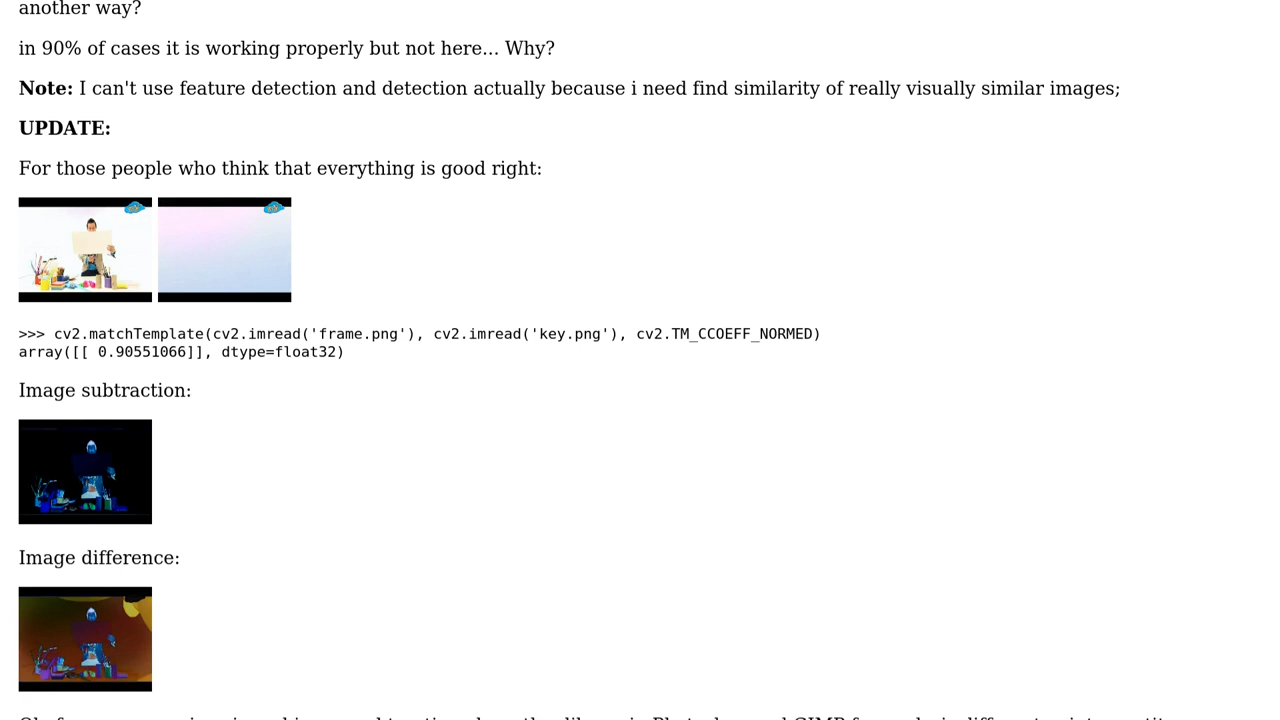 another way?
in 90% of cases it is working properly but not here... Why?
Note: I can't use feature detection and detection actually because i need find similarity of really visually similar images;
UPDATE:
For those people who think that everything is good right:
>>> cv2.matchTemplate(cv2.imread('frame.png'), cv2.imread('key.png'), cv2.TM_CCOEFF_NORMED)
array([[ 0.90551066]], dtype=float32)
Image subtraction:
Image difference: